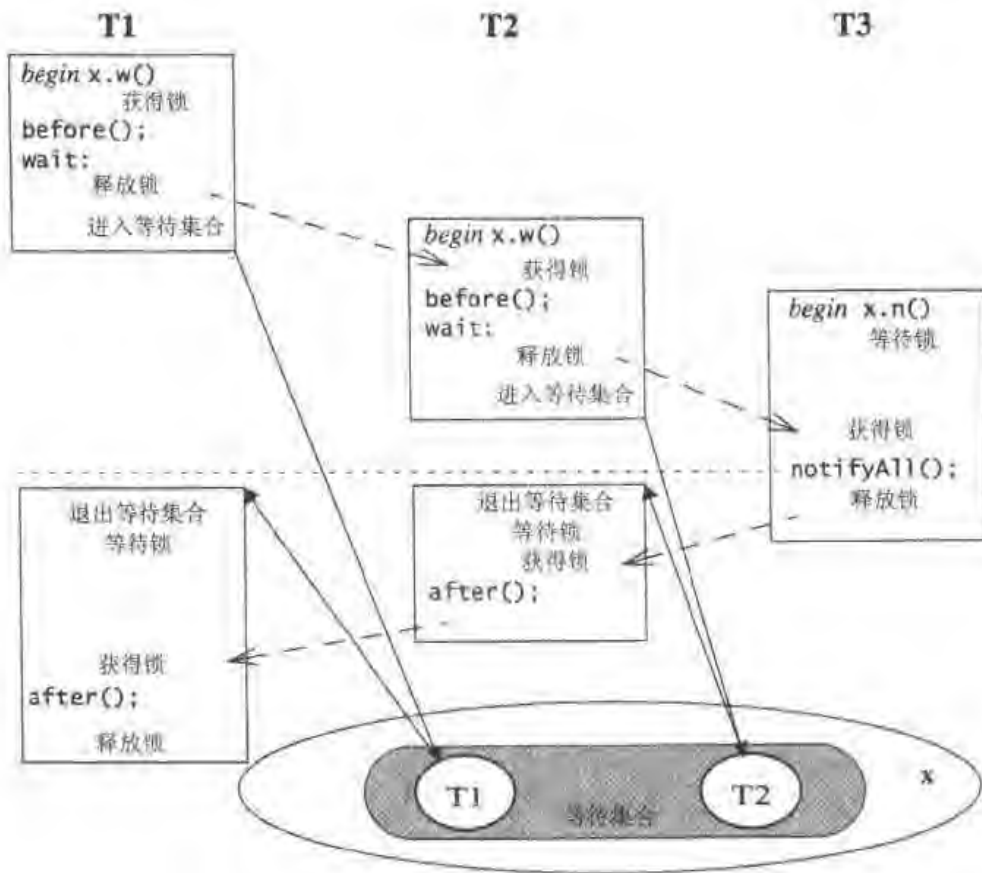 T1
T2
T3
begin x.w()
获得锁
before();
wait:
释放锁
进入等待集合
begin x.w()
获得锁
before();
wait:
释放锁
进入等待集合
begin x.n()
等待锁
获得锁
notifyAll();
释放锁
退出等待集合
等待锁
获得锁
after();
释放锁
退出等待集合
等待锁
获得锁
after();
T1
T2
等待集合
x